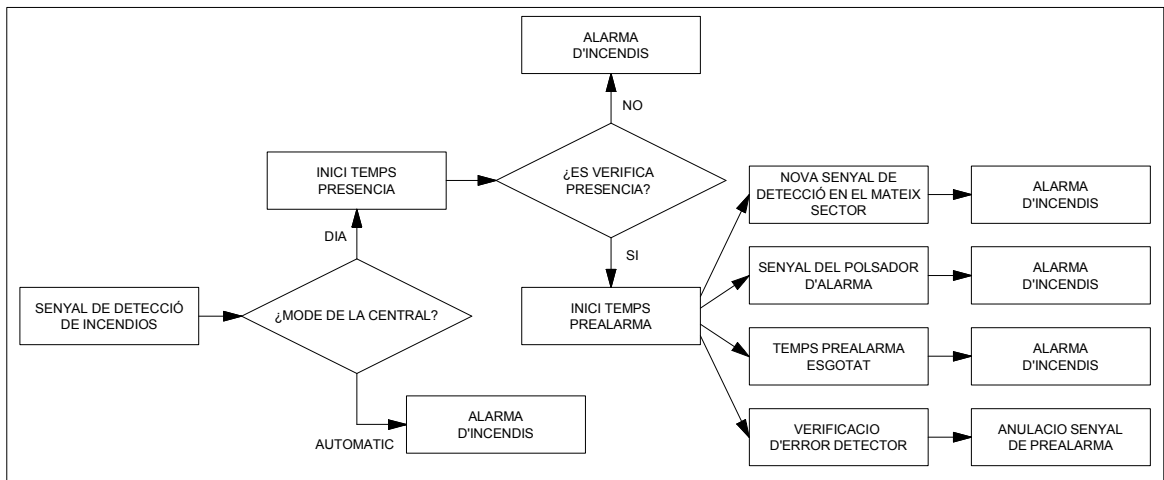 ALARMA
D'INCENDIS
NO
INICI TEMPS
PRESENCIA
¿ES VERIFICA
PRESENCIA?
NOVA SENYAL DE
DETECCIÓ EN EL MATEIX
SECTOR
ALARMA
D'INCENDIS
DIA
SI
SENYAL DE DETECCIÓ
DE INCENDIOS
¿MODE DE LA CENTRAL?
INICI TEMPS
PREALARMA
SENYAL DEL POLSADOR
D'ALARMA
ALARMA
D'INCENDIS
TEMPS PREALARMA
ESGOTAT
ALARMA
D'INCENDIS
AUTOMATIC
ALARMA
D'INCENDIS
VERIFICACIO
D'ERROR DETECTOR
ANULACIO SENYAL
DE PREALARMA